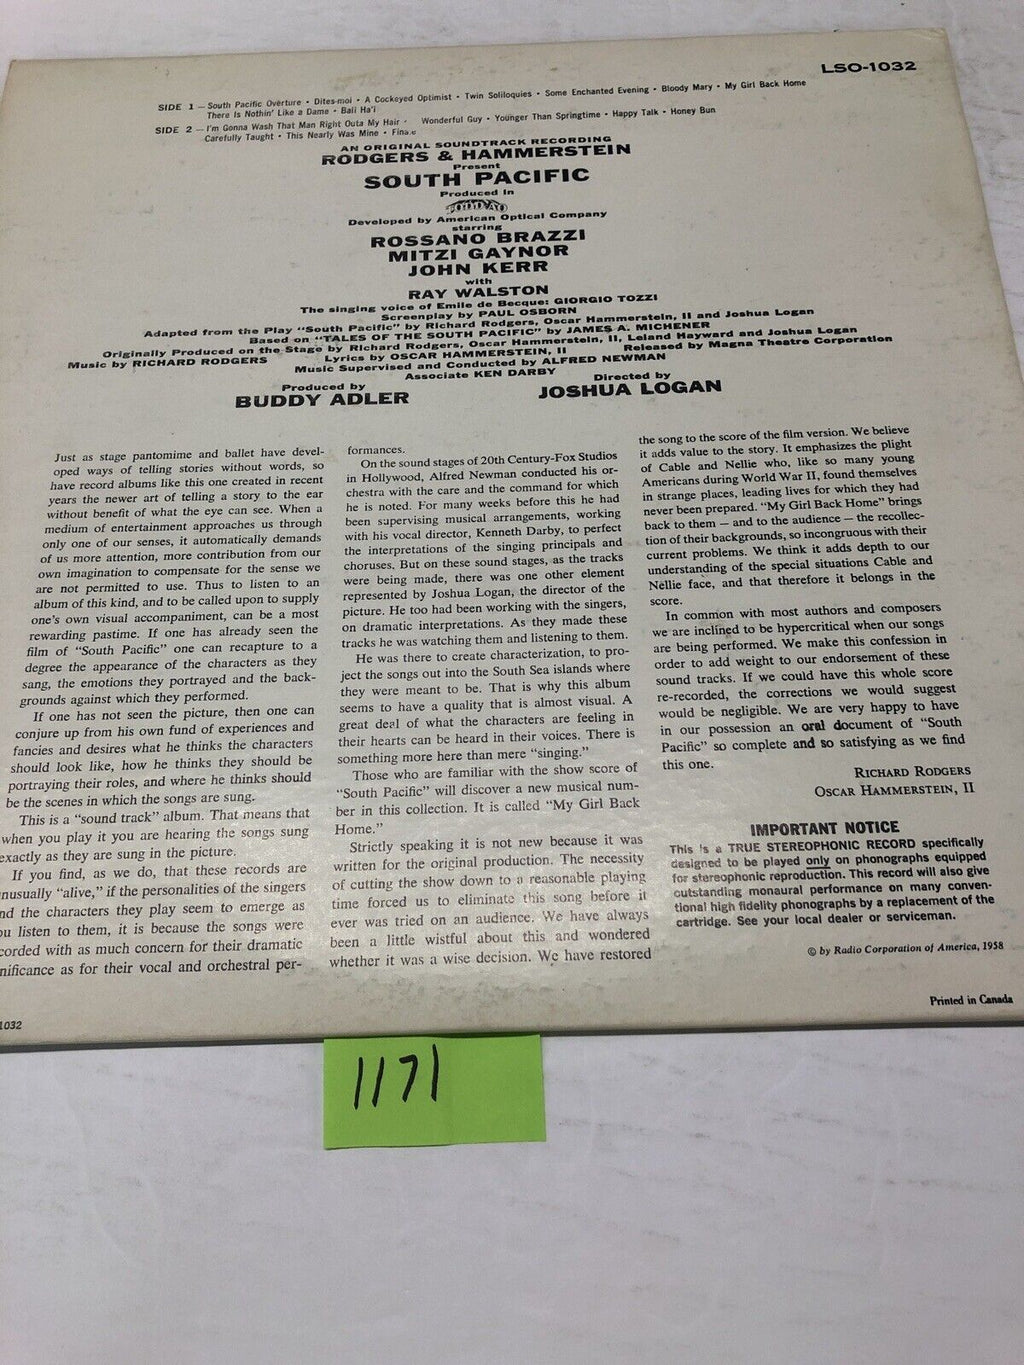 LSO-1032
SIDE 1 — South Pacific Overture • Dites-moi • A Cockeyed Optimist • Twin Soliloquies • Some Enchanted Evening • Bloody Mary • My Girl Back Home
There Is Nothin' Like a Dame • Bali Ha'i
SIDE 2 — I'm Gonna Wash That Man Right Outa My Hair • Wonderful Guy • Younger Than Springtime • Happy Talk • Honey Bun
Carefully Taught • This Nearly Was Mine • Finale
AN ORIGINAL SOUNDTRACK RECORDING
RODGERS & HAMMERSTEIN
Present
SOUTH PACIFIC
Produced in
TODD-AO
Developed by American Optical Company
starring
ROSSANO BRAZZI
MITZI GAYNOR
JOHN KERR
with
RAY WALSTON
The singing voice of Emile de Becque: GIORGIO TOZZI
Screenplay by PAUL OSBORN
Adapted from the Play "South Pacific" by Richard Rodgers, Oscar Hammerstein, II and Joshua Logan
Based on "TALES OF THE SOUTH PACIFIC" by JAMES A. MICHENER
Originally Produced on the Stage by Richard Rodgers, Oscar Hammerstein, II, Leland Hayward and Joshua Logan
Music by RICHARD RODGERS Lyrics by OSCAR HAMMERSTEIN, II Released by Magna Theatre Corporation
Music Supervised and Conducted by ALFRED NEWMAN
Associate KEN DARBY
Produced by
BUDDY ADLER
Directed by
JOSHUA LOGAN
Just as stage pantomime and ballet have devel-
oped ways of telling stories without words, so
have record albums like this one created in recent
years the newer art of telling a story to the ear
without benefit of what the eye can see. When a
medium of entertainment approaches us through
only one of our senses, it automatically demands
of us more attention, more contribution from our
own imagination to compensate for the sense we
are not permitted to use. Thus to listen to an
album of this kind, and to be called upon to supply
one's own visual accompaniment, can be a most
rewarding pastime. If one has already seen the
film of "South Pacific" one can recapture to a
degree the appearance of the characters as they
sang, the emotions they portrayed and the back-
grounds against which they performed.
If one has not seen the picture, then one can
conjure up from his own fund of experiences and
fancies and desires what he thinks the characters
should look like, how he thinks they should be
portraying their roles, and where he thinks should
be the scenes in which the songs are sung.
This is a "sound track" album. That means that
when you play it you are hearing the songs sung
exactly as they are sung in the picture.
If you find, as we do, that these records are
unusually "alive," if the personalities of the singers
nd the characters they play seem to emerge as
ou listen to them, it is because the songs were
corded with as much concern for their dramatic
nificance as for their vocal and orchestral per-
formances.
On the sound stages of 20th Century-Fox Studios
in Hollywood, Alfred Newman conducted his or-
chestra with the care and the command for which
he is noted. For many weeks before this he had
been supervising musical arrangements, working
with his vocal director, Kenneth Darby, to perfect
the interpretations of the singing principals and
choruses. But on these sound stages, as the tracks
were being made, there was one other element
represented by Joshua Logan, the director of the
picture. He too had been working with the singers,
on dramatic interpretations. As they made these
tracks he was watching them and listening to them.
He was there to create characterization, to pro-
ject the songs out into the South Sea islands where
they were meant to be. That is why this album
seems to have a quality that is almost visual. A
great deal of what the characters are feeling in
their hearts can be heard in their voices. There is
something more here than mere "singing."
Those who are familiar with the show score of
"South Pacific" will discover a new musical num-
ber in this collection. It is called "My Girl Back
Home."
Strictly speaking it is not new because it was
written for the original production. The necessity
of cutting the show down to a reasonable playing
time forced us to eliminate this song before it
ever was tried on an audience. We have always
been a little wistful about this and wondered
whether it was a wise decision. We have restored
the song to the score of the film version. We believe
it adds value to the story. It emphasizes the plight
of Cable and Nellie who, like so many young
Americans during World War II, found themselves
in strange places, leading lives for which they had
never been prepared. "My Girl Back Home" brings
back to them — and to the audience — the recollec-
tion of their backgrounds, so incongruous with their
current problems. We think it adds depth to our
understanding of the special situations Cable and
Nellie face, and that therefore it belongs in the
score.
In common with most authors and composers
we are inclined to be hypercritical when our songs
are being performed. We make this confession in
order to add weight to our endorsement of these
sound tracks. If we could have this whole score
re-recorded, the corrections we would suggest
would be negligible. We are very happy to have
in our possession an oral document of "South
Pacific" so complete and so satisfying as we find
this one.
RICHARD RODGERS
OSCAR HAMMERSTEIN, II
IMPORTANT NOTICE
This is a TRUE STEREOPHONIC RECORD specifically
designed to be played only on phonographs equipped
for stereophonic reproduction. This record will also give
outstanding monaural performance on many conven-
tional high fidelity phonographs by a replacement of the
cartridge. See your local dealer or serviceman.
© by Radio Corporation of America, 1958
Printed in Canada
1032
1171